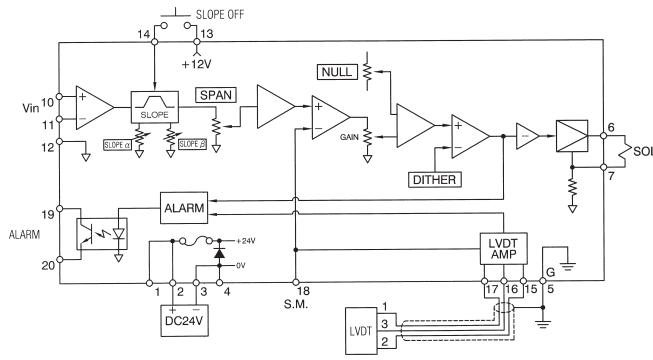 SLOPE OFF
14
13
+12V
NULL
Vin
10
11
12
+
−
SLOPE
SPAN
SLOPE α
SLOPE β
+
−
GAIN
+
−
DITHER
−
6
7
SOL
ALARM
19
20
ALARM
+24V
0V
LVDT
AMP
1
2
3
4
18
S.M.
17
16
15
G
5
+ −
DC24V
LVDT
1
3
2